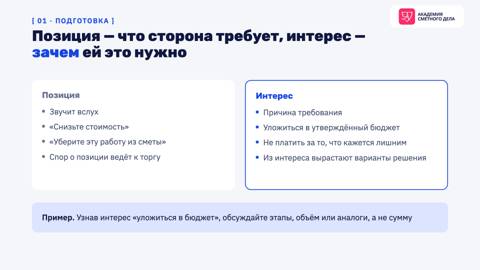 [ 01 · ПОДГОТОВКА ]
АКАДЕМИЯ
СМЕТНОГО ДЕЛА
Позиция — что сторона требует, интерес —
зачем ей это нужно
Позиция
Звучит вслух
«Снизьте стоимость»
«Уберите эту работу из сметы»
Спор о позиции ведёт к торгу
Интерес
Причина требования
Уложиться в утверждённый бюджет
Не платить за то, что кажется лишним
Из интереса вырастают варианты решения
Пример. Узнав интерес «уложиться в бюджет», обсуждайте этапы, объём или аналоги, а не сумму